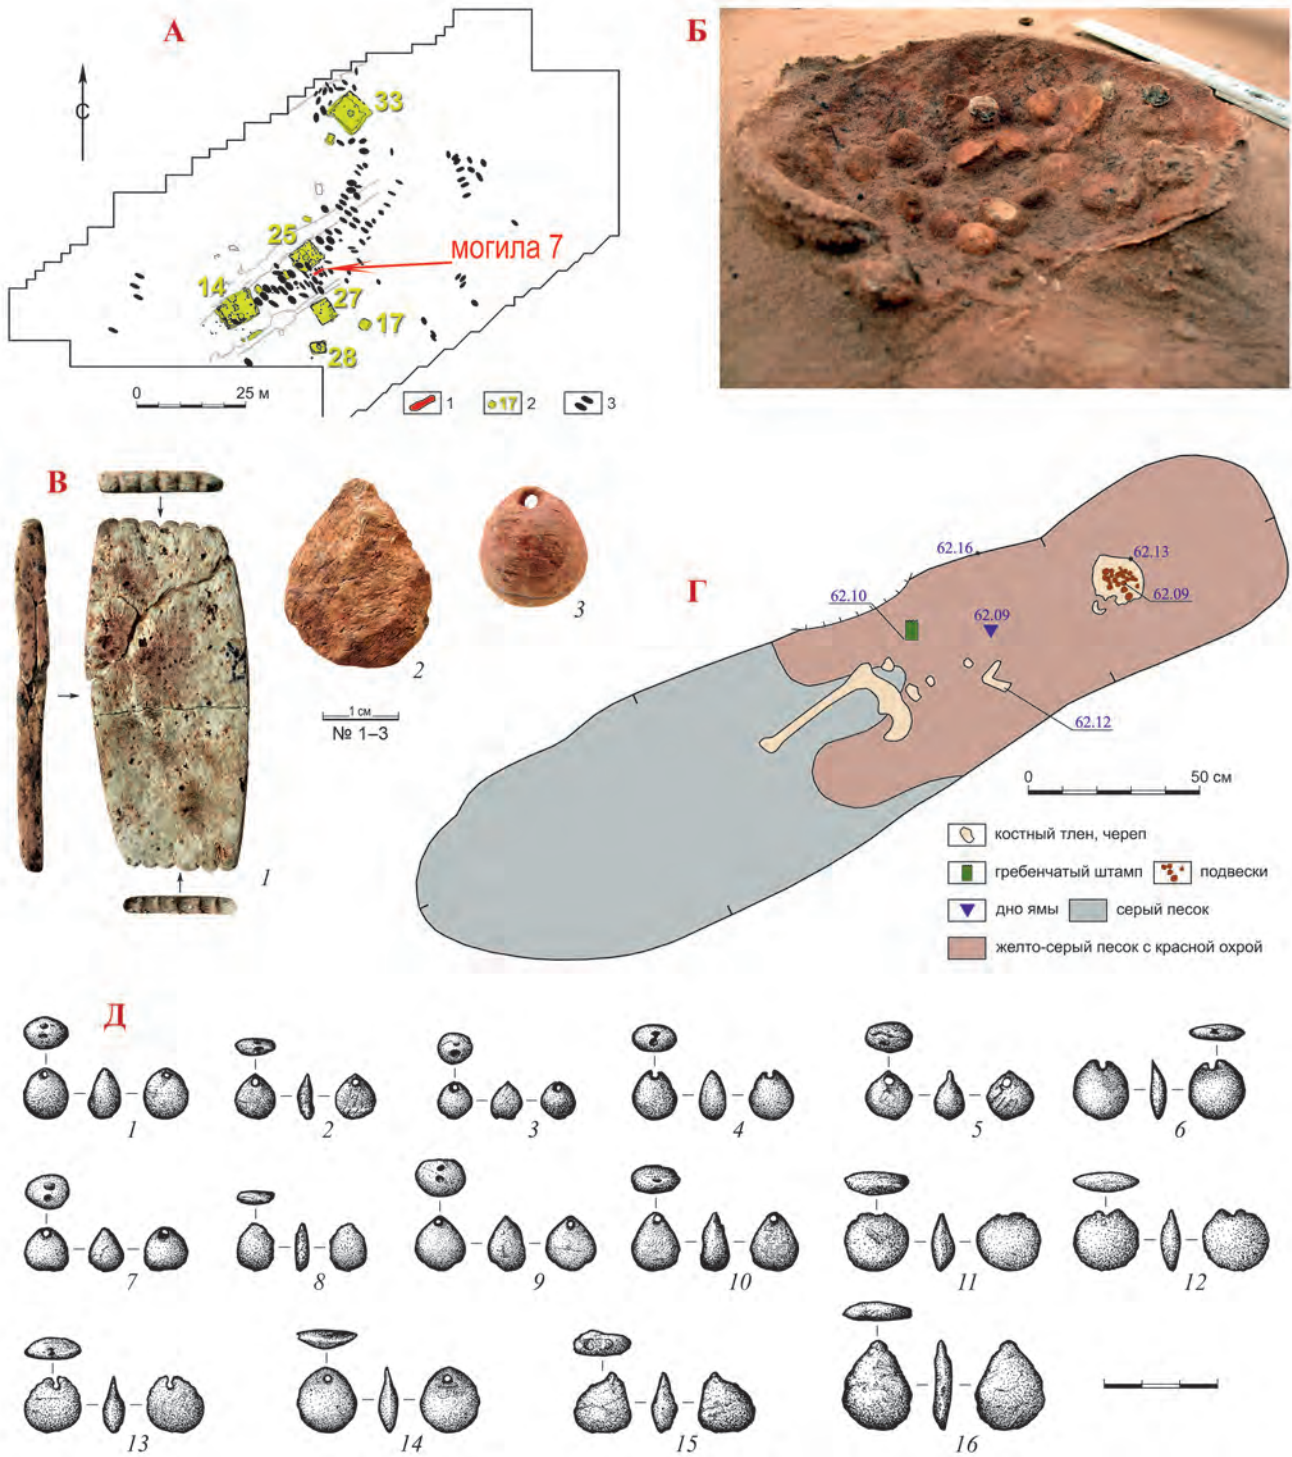 А
Б
С
33
25
могила 7
14
27
17
28
0 25 м
1 17 2 3
В
1
2
3
1 см
№ 1–3
Г
62.16
62.13
62.10
62.09
62.09
62.12
0 50 см
костный тлен, череп
гребенчатый штамп подвески
дно ямы серый песок
желто-серый песок с красной охрой
Д
1 2 3 4 5 6
7 8 9 10 11 12
13 14 15 16